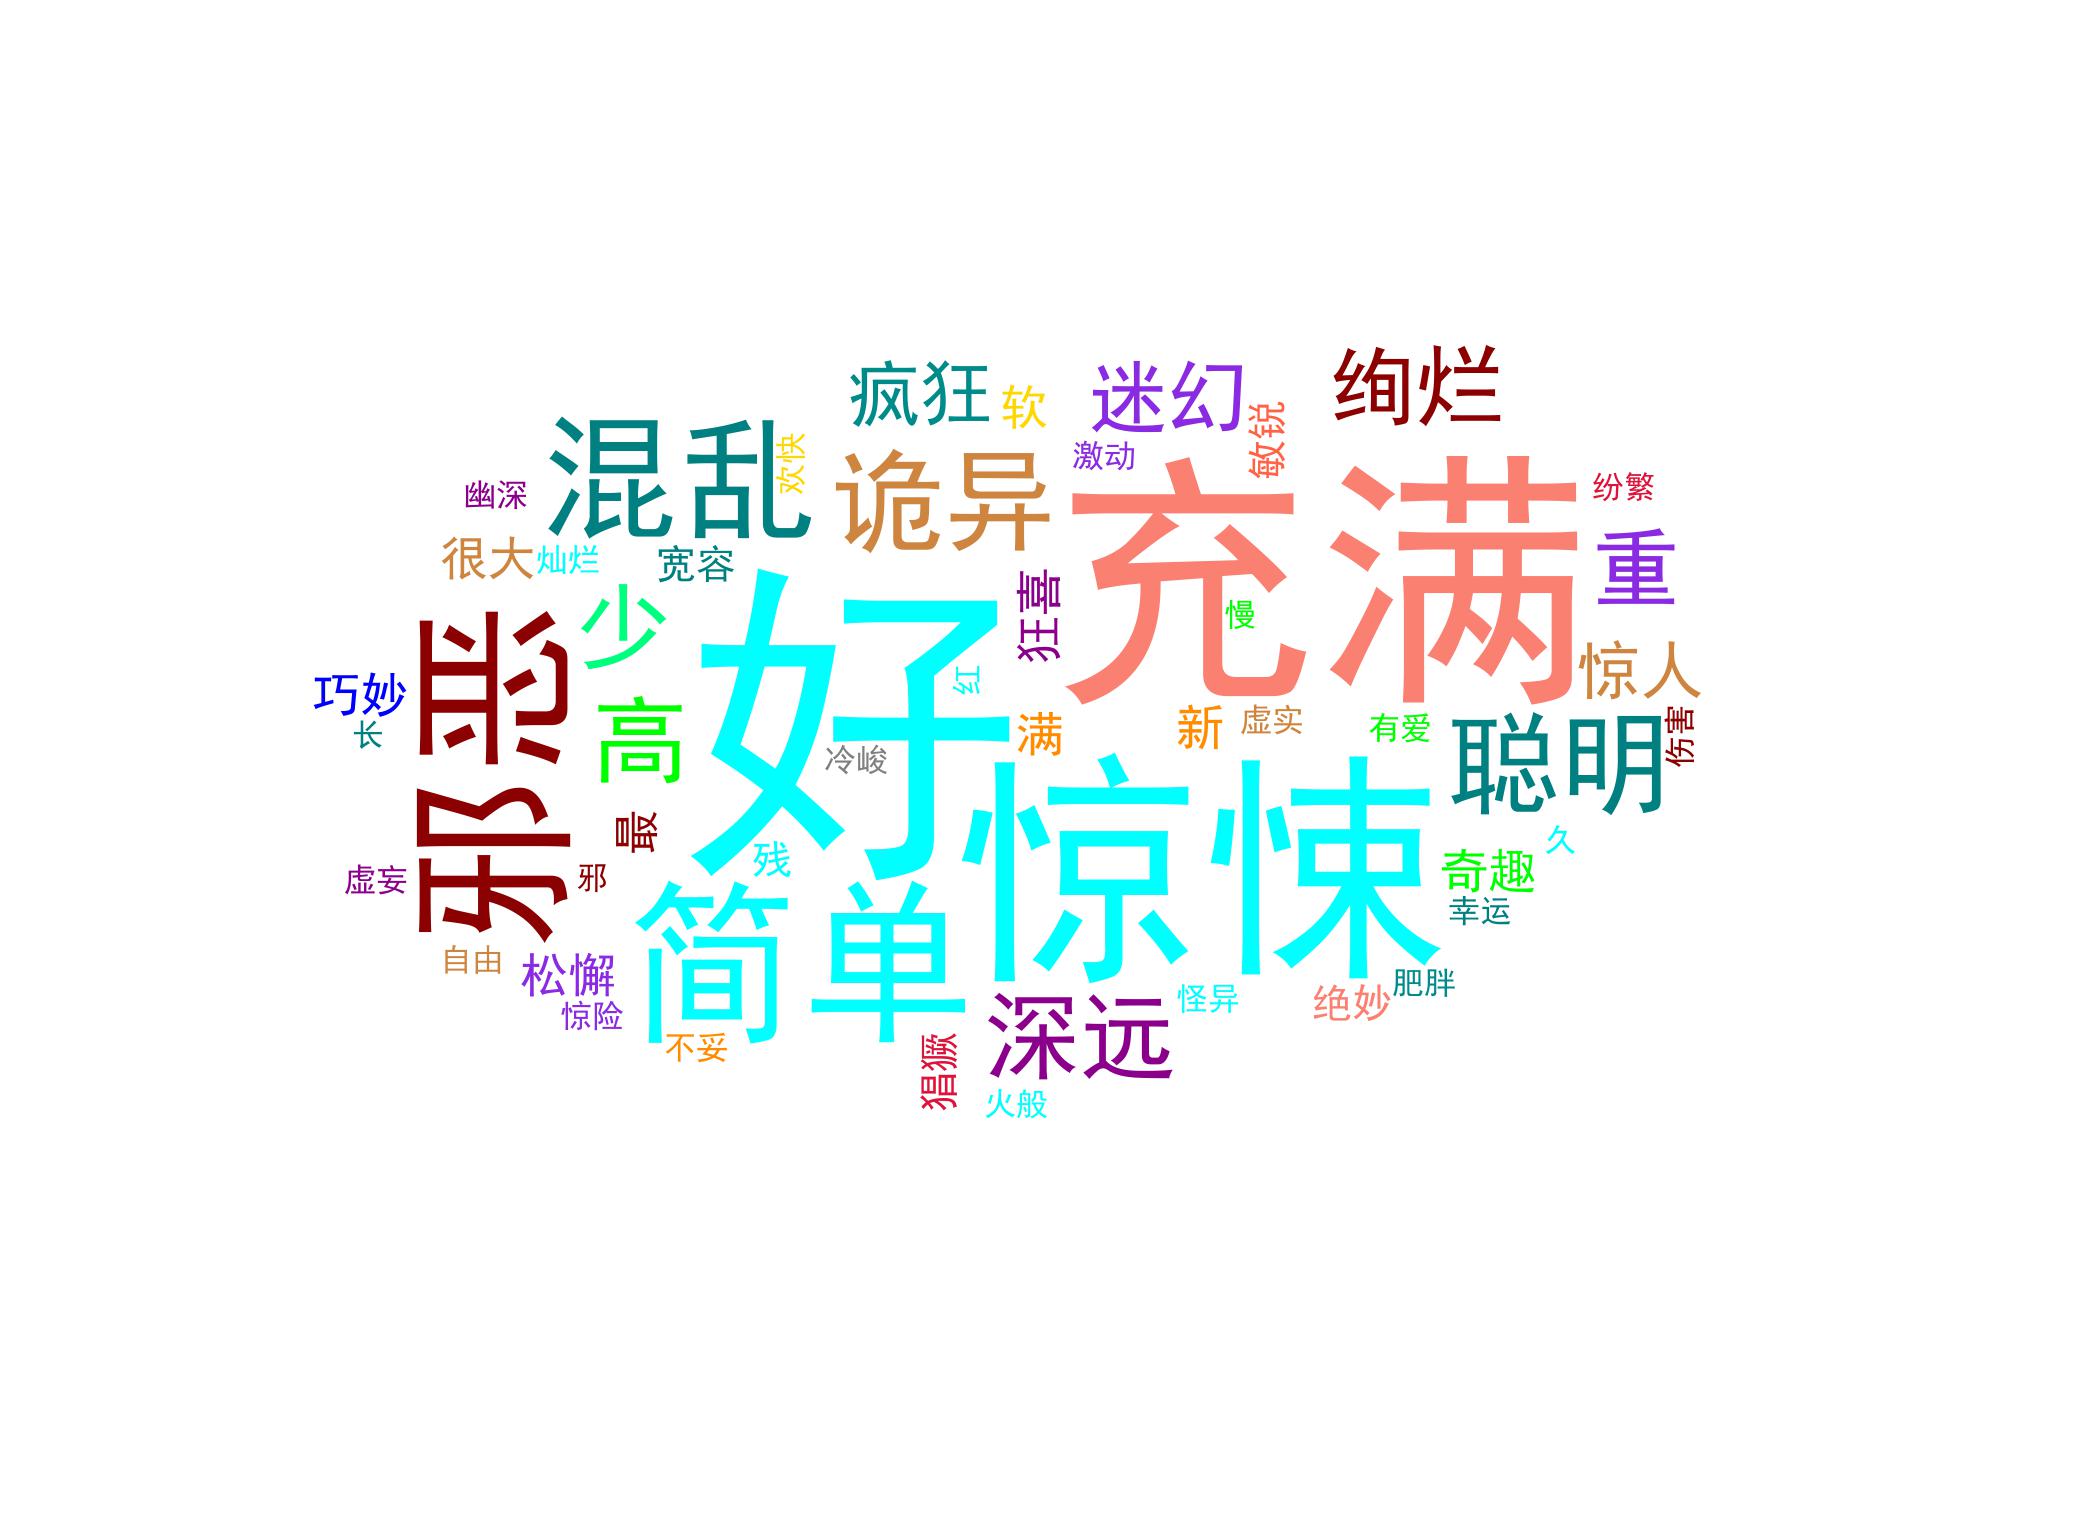 绚烂
疯狂
迷幻
软
混乱
欢快
诡异
激动
敏锐
充满
纷繁
幽深
很大
灿烂
宽容
重
少
好
狂喜
慢
惊人
邪恶
巧妙
长
红
高
满
新
虚实
有爱
聪明
伤害
冷峻
惊悚
最
残
久
虚妄
邪
简单
奇趣
幸运
自由
松懈
惊险
不妥
深远
怪异
绝妙
肥胖
猖獗
火般